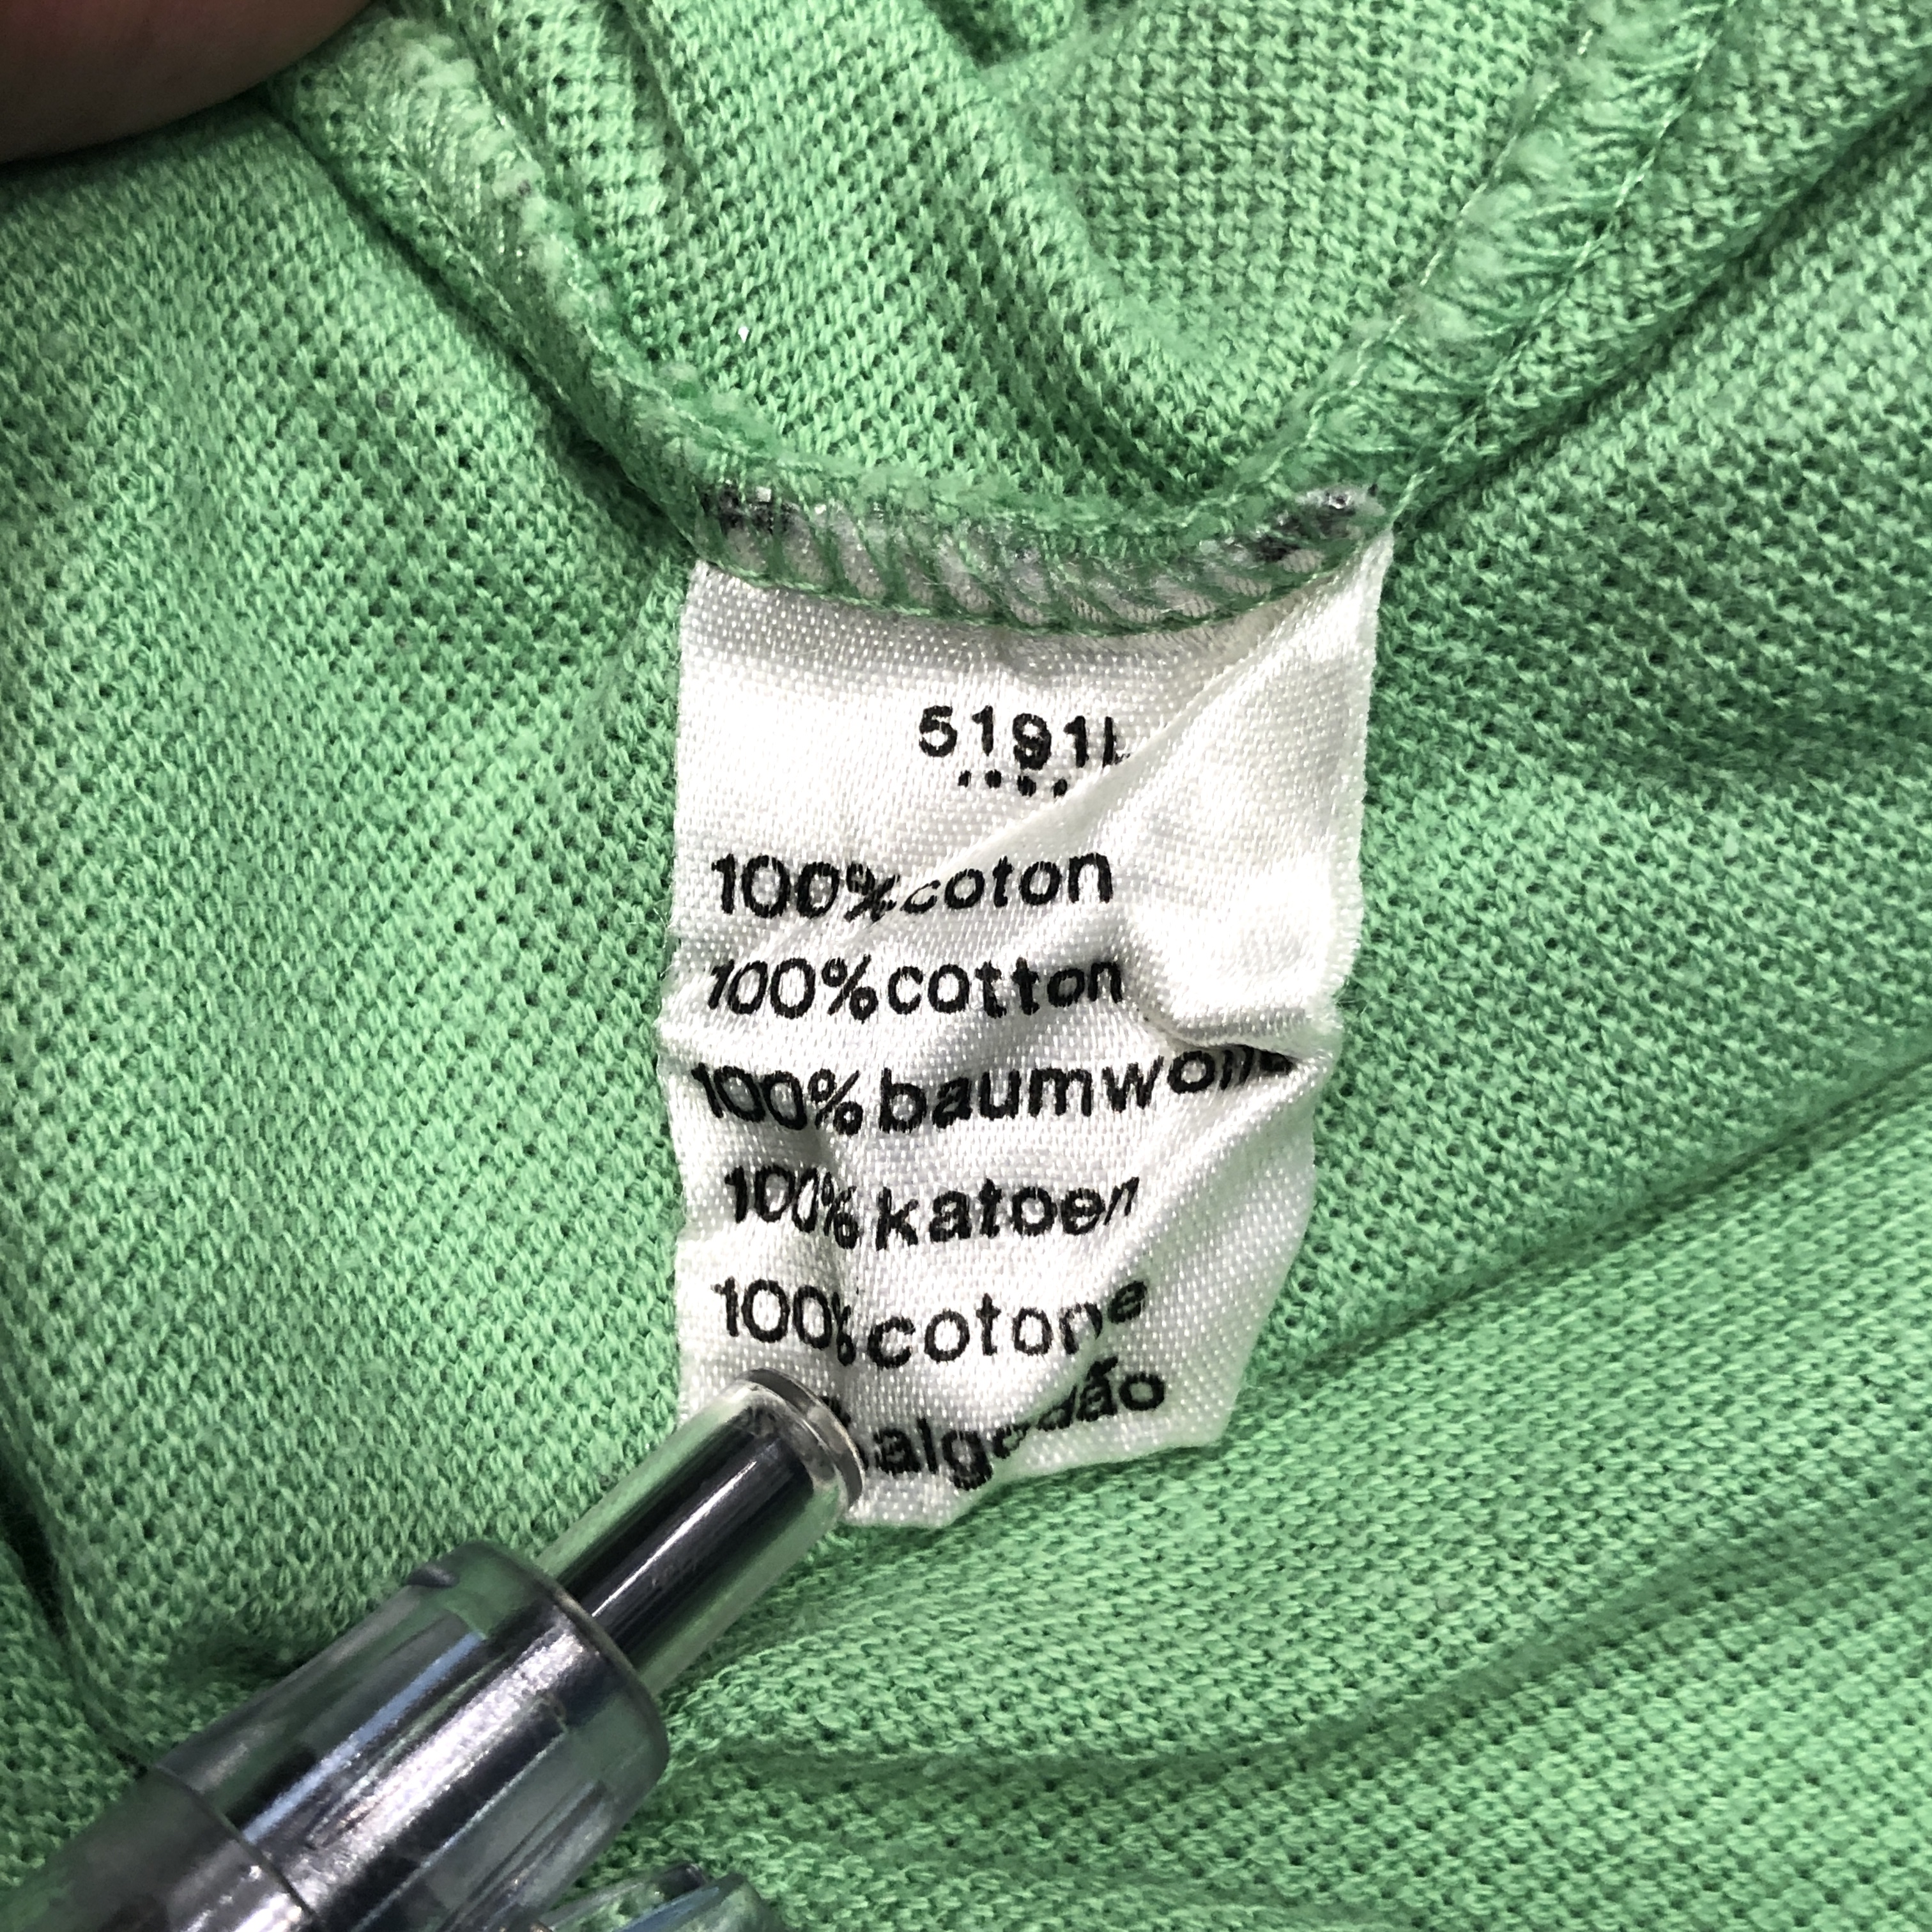 5191L
100% coton
100% cotton
100% baumwolle
100% katoen
100% cotone
algodão